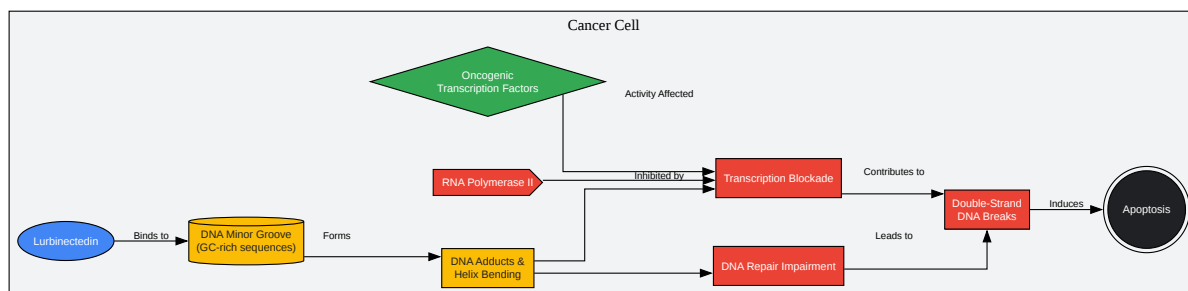 Cancer Cell
Oncogenic
Transcription Factors
Activity Affected
RNA Polymerase II
Inhibited by
Transcription Blockade
Contributes to
Double-Strand
DNA Breaks
Induces
Apoptosis
Lurbinectedin
Binds to
DNA Minor Groove
(GC-rich sequences)
Forms
DNA Adducts &
Helix Bending
DNA Repair Impairment
Leads to